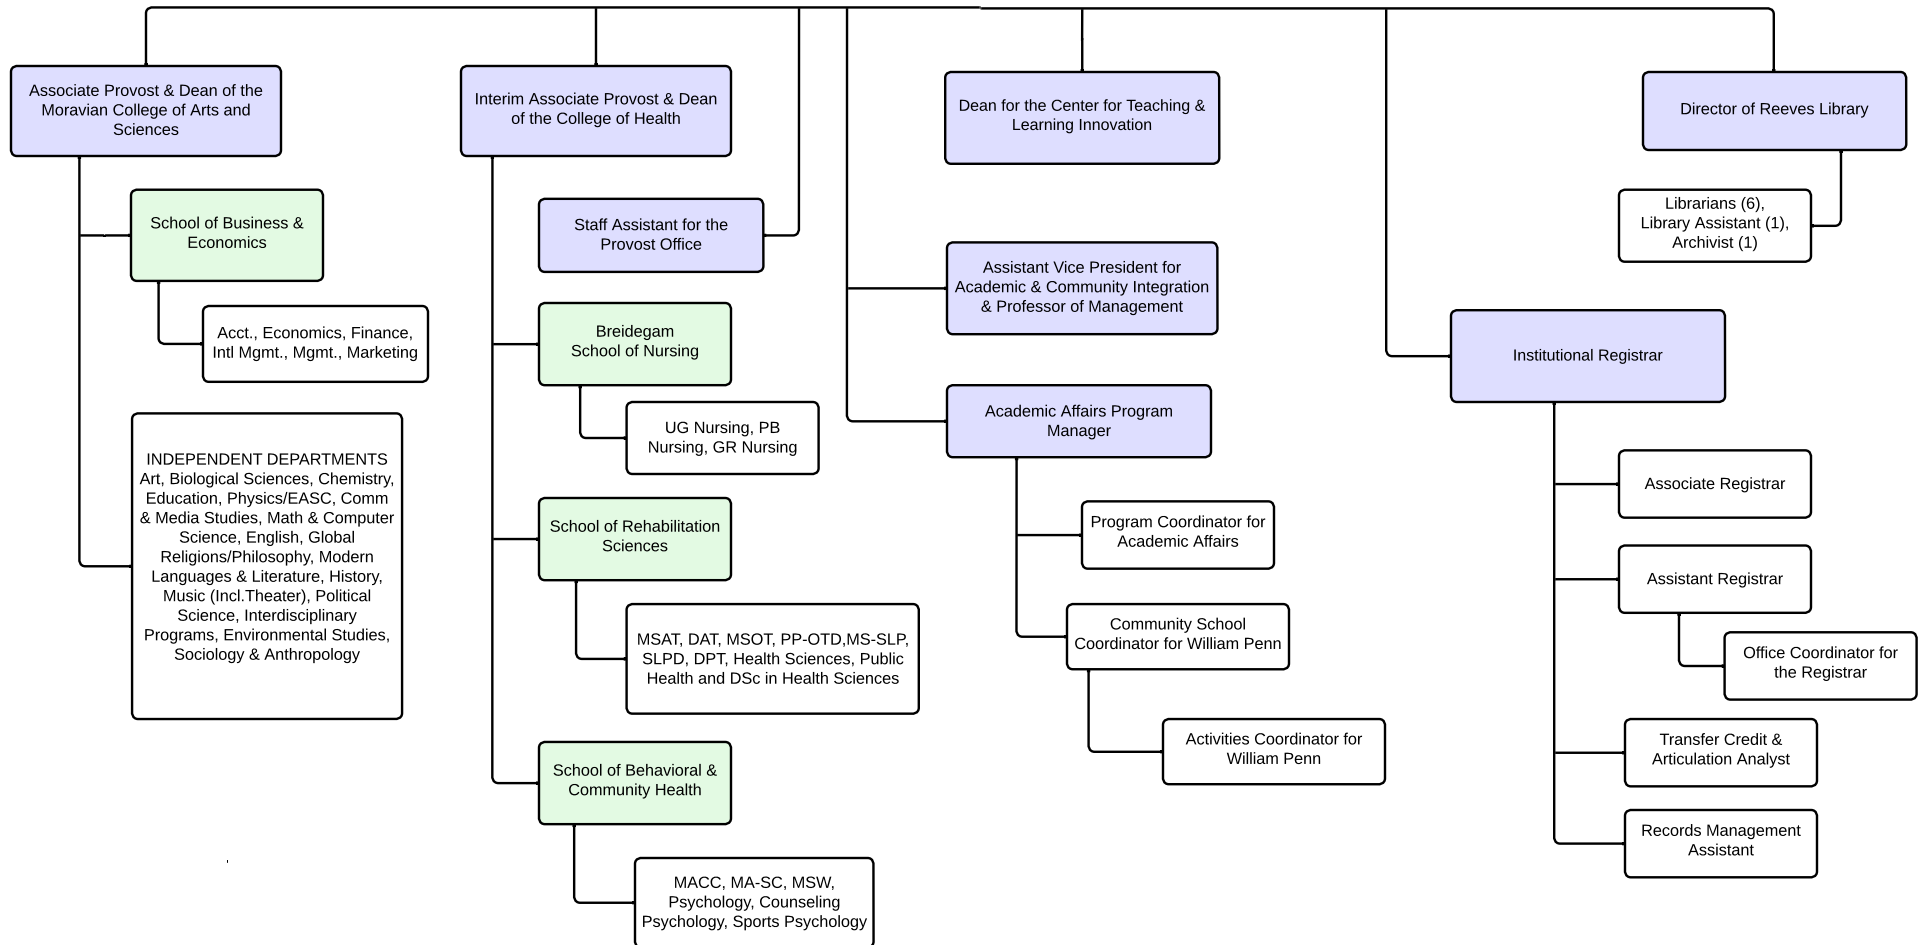 Associate Provost & Dean of the
Moravian College of Arts and
Sciences
School of Business &
Economics
Acct., Economics, Finance,
Intl Mgmt., Mgmt., Marketing
INDEPENDENT DEPARTMENTS
Art, Biological Sciences, Chemistry,
Education, Physics/EASC, Comm
& Media Studies, Math & Computer
Science, English, Global
Religions/Philosophy, Modern
Languages & Literature, History,
Music (Incl.Theater), Political
Science, Interdisciplinary
Programs, Environmental Studies,
Sociology & Anthropology
Interim Associate Provost & Dean
of the College of Health
Staff Assistant for the
Provost Office
Breidegam
School of Nursing
UG Nursing, PB
Nursing, GR Nursing
School of Rehabilitation
Sciences
MSAT, DAT, MSOT, PP-OTD,MS-SLP,
SLPD, DPT, Health Sciences, Public
Health and DSc in Health Sciences
School of Behavioral &
Community Health
MACC, MA-SC, MSW,
Psychology, Counseling
Psychology, Sports Psychology
Dean for the Center for Teaching &
Learning Innovation
Assistant Vice President for
Academic & Community Integration
& Professor of Management
Academic Affairs Program
Manager
Program Coordinator for
Academic Affairs
Community School
Coordinator for William Penn
Activities Coordinator for
William Penn
Director of Reeves Library
Librarians (6),
Library Assistant (1),
Archivist (1)
Institutional Registrar
Associate Registrar
Assistant Registrar
Office Coordinator for
the Registrar
Transfer Credit &
Articulation Analyst
Records Management
Assistant